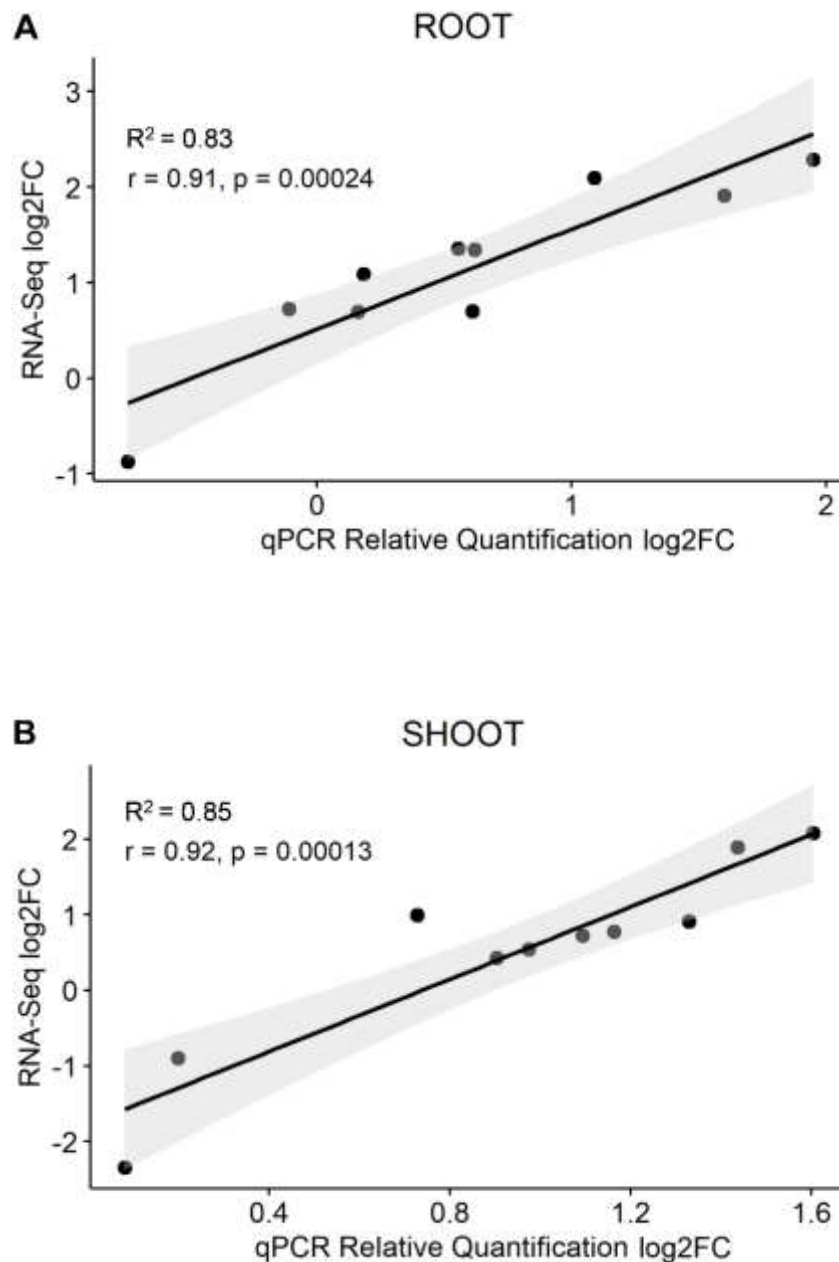 A
ROOT
R² = 0.83
r = 0.91, p = 0.00024
RNA-Seq log2FC
3
2
1
0
-1
0 1 2
qPCR Relative Quantification log2FC
B
SHOOT
R² = 0.85
r = 0.92, p = 0.00013
RNA-Seq log2FC
2
1
0
-1
-2
0.4 0.8 1.2 1.6
qPCR Relative Quantification log2FC